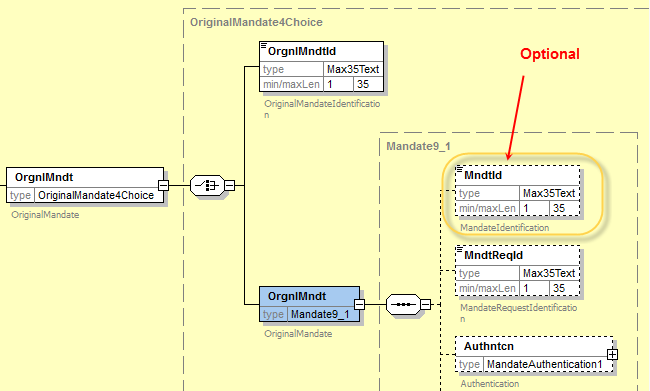 OriginalMandate4Choice
OrgnlMndtId
type Max35Text
min/maxLen 1 35
OriginalMandateIdentificatio
n
Optional
Mandate9_1
MndtId
type Max35Text
min/maxLen 1 35
MandateIdentification
OrgnlMndt
type OriginalMandate4Choice
OriginalMandate
MndtReqId
type Max35Text
min/maxLen 1 35
MandateRequestIdentificatio
n
OrgnlMndt
type Mandate9_1
OriginalMandate
Authntcn
type MandateAuthentication1
Authentication